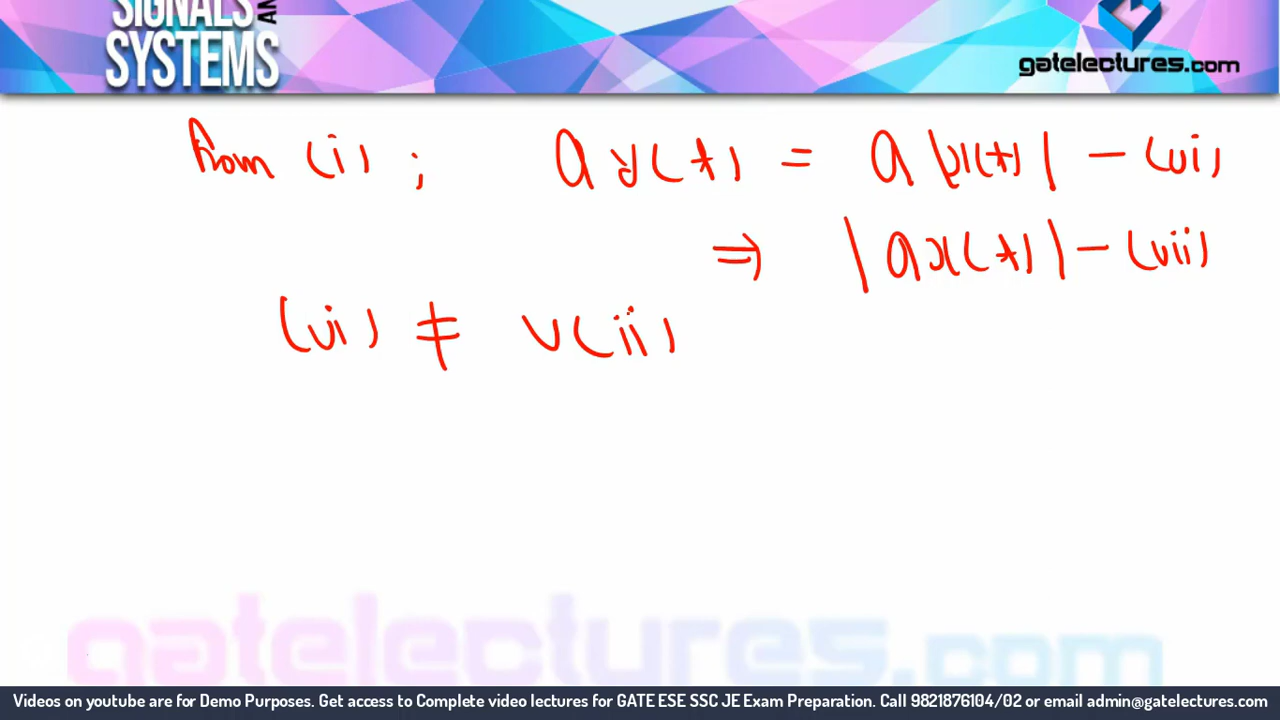 SIGNALS AND
SYSTEMS
gatelectures.com
from (i) ; a y(t) = a |x(t)| - (vi)
⇒ |a x(t)| - (vii)
(vi) ≠ v(ii)
gatelectures.com
Videos on youtube are for Demo Purposes. Get access to Complete video lectures for GATE ESE SSC JE Exam Preparation. Call 9821876104/02 or email admin@gatelectures.com